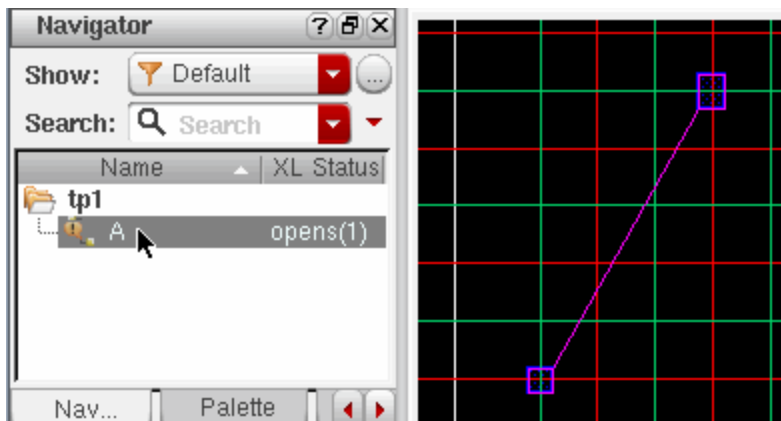 Navigator
Show: Default ...
Search: Search
Name XL Status
tp1
A opens(1)
Nav... Palette